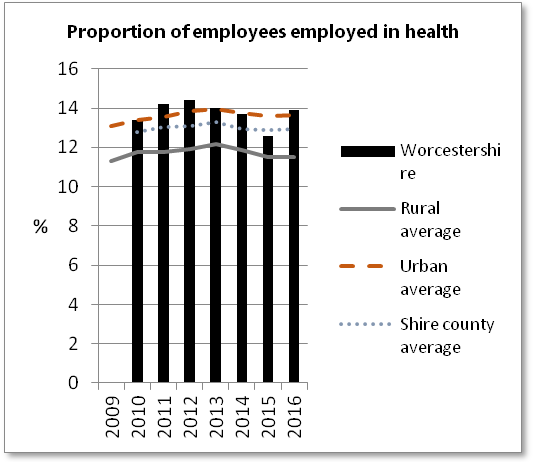 Proportion of employees employed in health
16
14
12
10
8
6
4
2
0
%
2009
2010
2011
2012
2013
2014
2015
2016
Worcestershi
re
Rural
average
Urban
average
Shire county
average